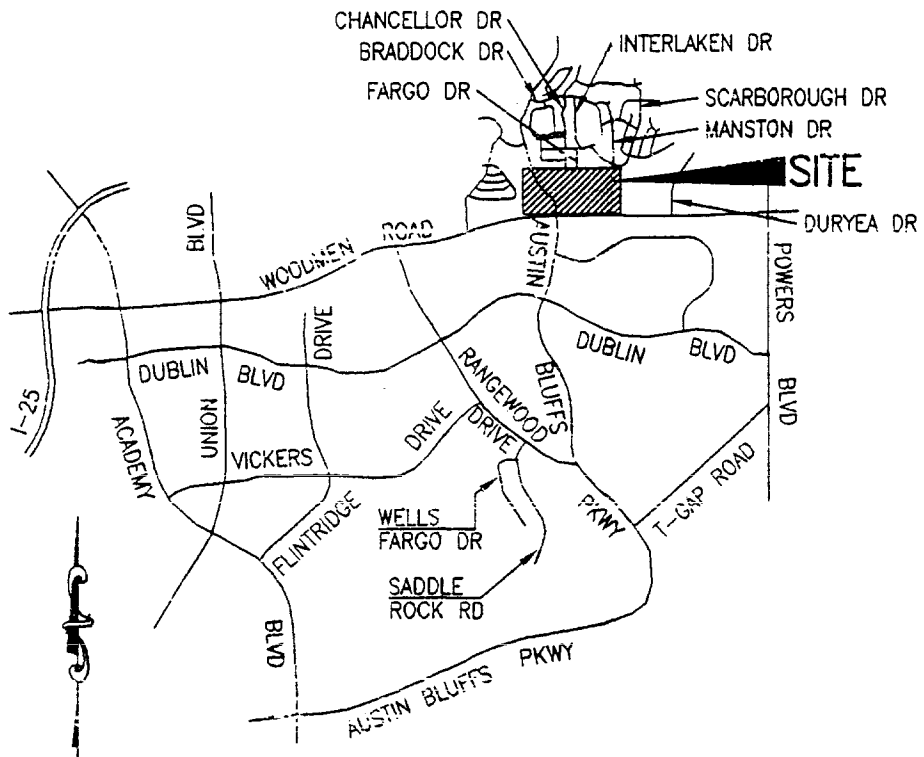 CHANCELLOR DR
BRADDOCK DR
INTERLAKEN DR
FARGO DR
SCARBOROUGH DR
MANSTON DR
SITE
DURYEA DR
BLVD
WOODMEN ROAD
AUSTIN BLUFFS PKWY
POWERS BLVD
I-25
DUBLIN BLVD
DRIVE
DUBLIN BLVD
RANGEWOOD DRIVE
ACADEMY
UNION
VICKERS DRIVE
FLINTRIDGE
T-GAP ROAD
WELLS
FARGO DR
SADDLE
ROCK RD
BLVD
AUSTIN BLUFFS PKWY